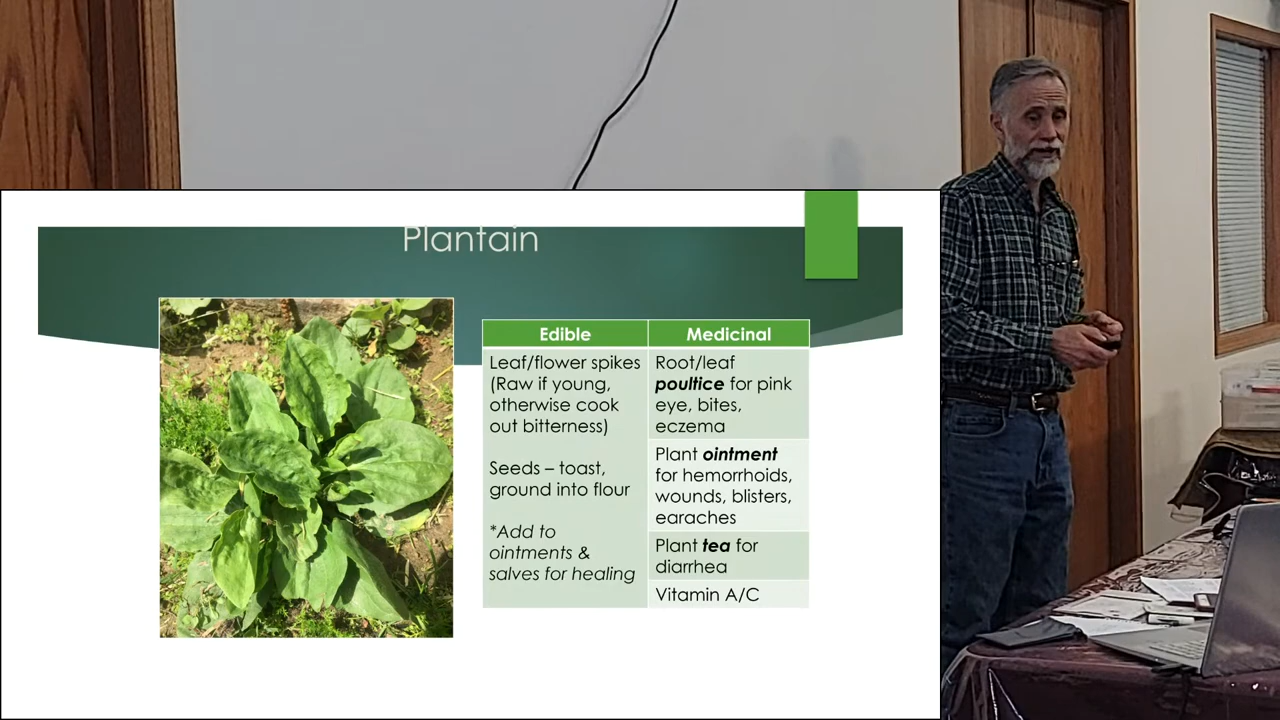 Plantain
Edible
Leaf/flower spikes
(Raw if young,
otherwise cook
out bitterness)
Seeds – toast,
ground into flour
*Add to
ointments &
salves for healing
Medicinal
Root/leaf
poultice for pink
eye, bites,
eczema
Plant ointment
for hemorrhoids,
wounds, blisters,
earaches
Plant tea for
diarrhea
Vitamin A/C